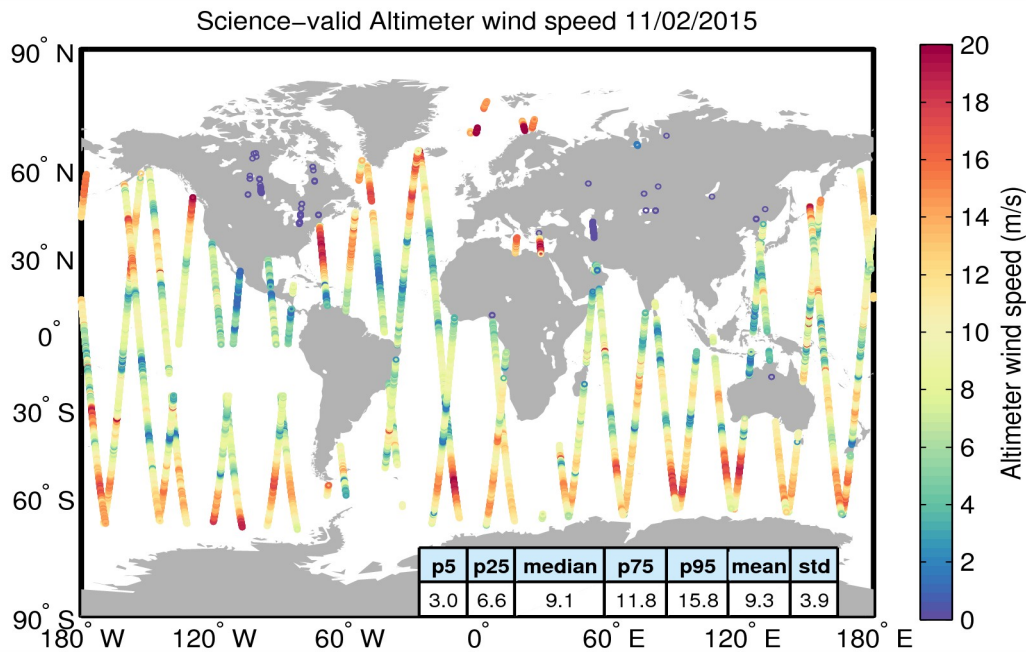 Science−valid Altimeter wind speed 11/02/2015
90° N
60° N
30° N
0°
30° S
60° S
90° S
180° W
120° W
60° W
0°
60° E
120° E
180° E
p5 p25 median p75 p95 mean std
3.0 6.6 9.1 11.8 15.8 9.3 3.9
20
18
16
14
12
10
8
6
4
2
0
Altimeter wind speed (m/s)